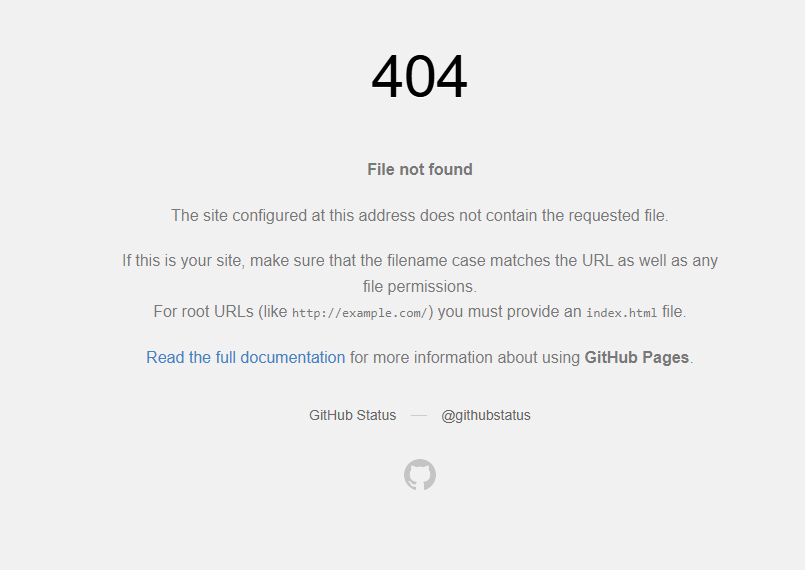 404
File not found
The site configured at this address does not contain the requested file.
If this is your site, make sure that the filename case matches the URL as well as any
file permissions.
For root URLs (like http://example.com/) you must provide an index.html file.
Read the full documentation for more information about using GitHub Pages.
GitHub Status — @githubstatus